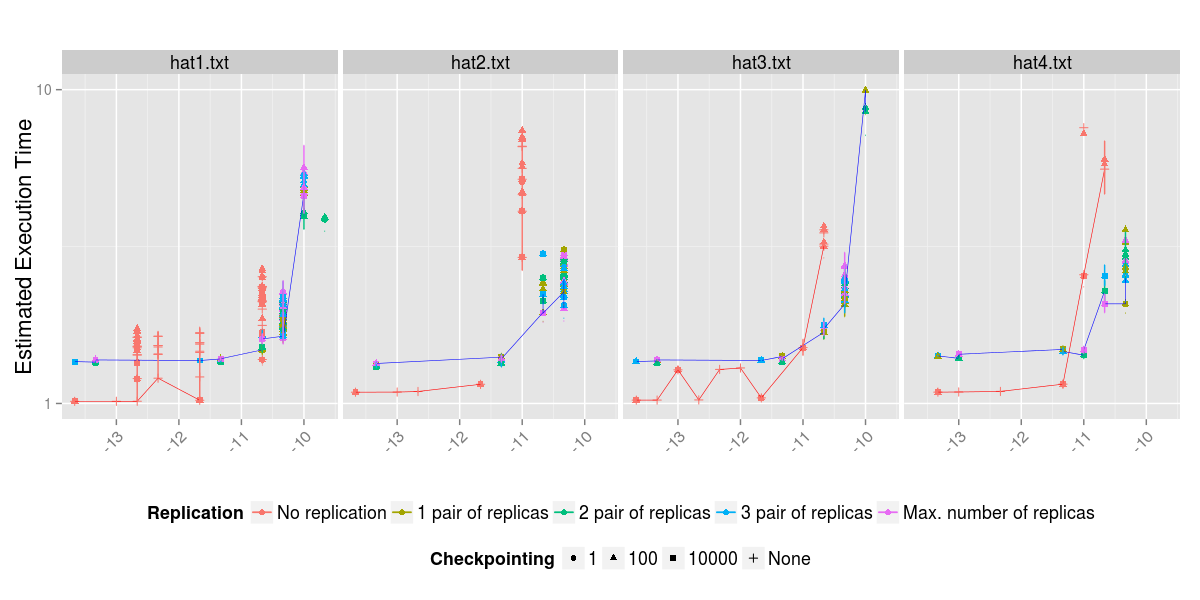 hat1.txt hat2.txt hat3.txt hat4.txt
10
Estimated Execution Time
1
-13 -12 -11 -10 -13 -12 -11 -10 -13 -12 -11 -10 -13 -12 -11 -10
Replication No replication 1 pair of replicas 2 pair of replicas 3 pair of replicas Max. number of replicas
Checkpointing 1 100 10000 None